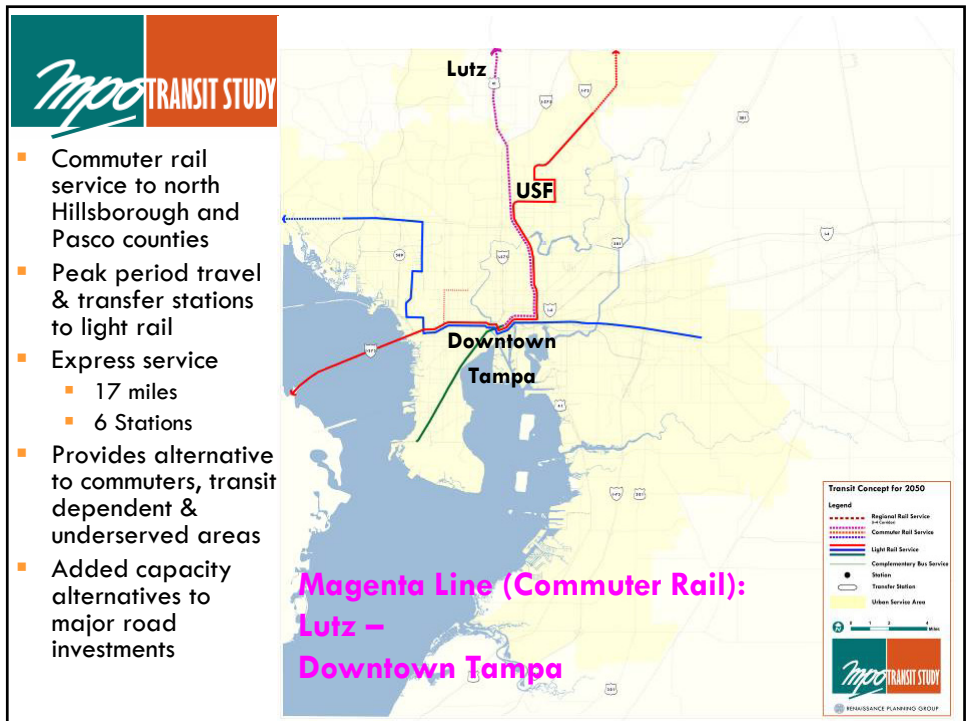 mpo TRANSIT STUDY
Commuter rail
service to north
Hillsborough and
Pasco counties
Peak period travel
& transfer stations
to light rail
Express service
17 miles
6 Stations
Provides alternative
to commuters, transit
dependent &
underserved areas
Added capacity
alternatives to
major road
investments
Lutz
USF
Downtown
Tampa
Magenta Line (Commuter Rail):
Lutz –
Downtown Tampa
Transit Concept for 2050
Legend
Regional Rail Service
I-4 Corridor
Commuter Rail Service
Light Rail Service
Complementary Bus Service
Station
Transfer Station
Urban Service Area
Miles
mpo TRANSIT STUDY
RENAISSANCE PLANNING GROUP